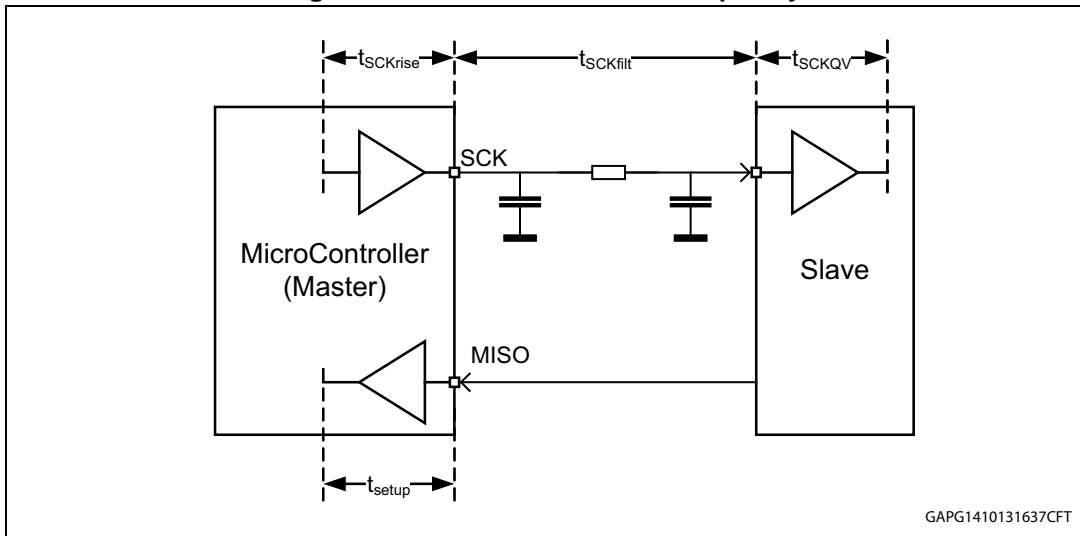 tSCKrise
tSCKfilt
tSCKQV
SCK
MicroController
(Master)
Slave
MISO
tsetup
GAPG1410131637CFT